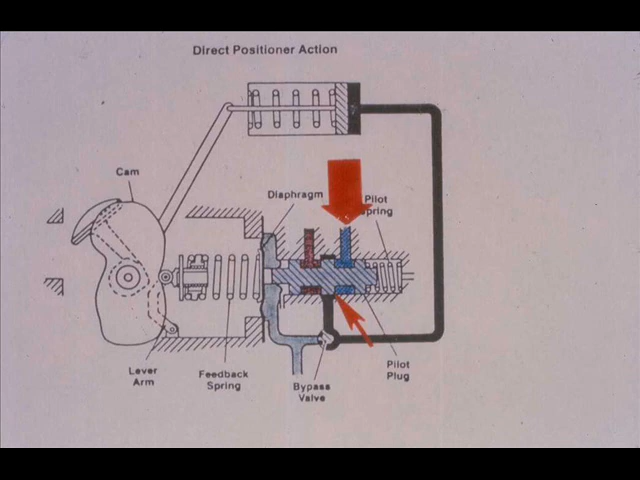 Direct Positioner Action
Cam
Diaphragm
Pilot
Spring
Lever
Arm
Feedback
Spring
Bypass
Valve
Pilot
Plug